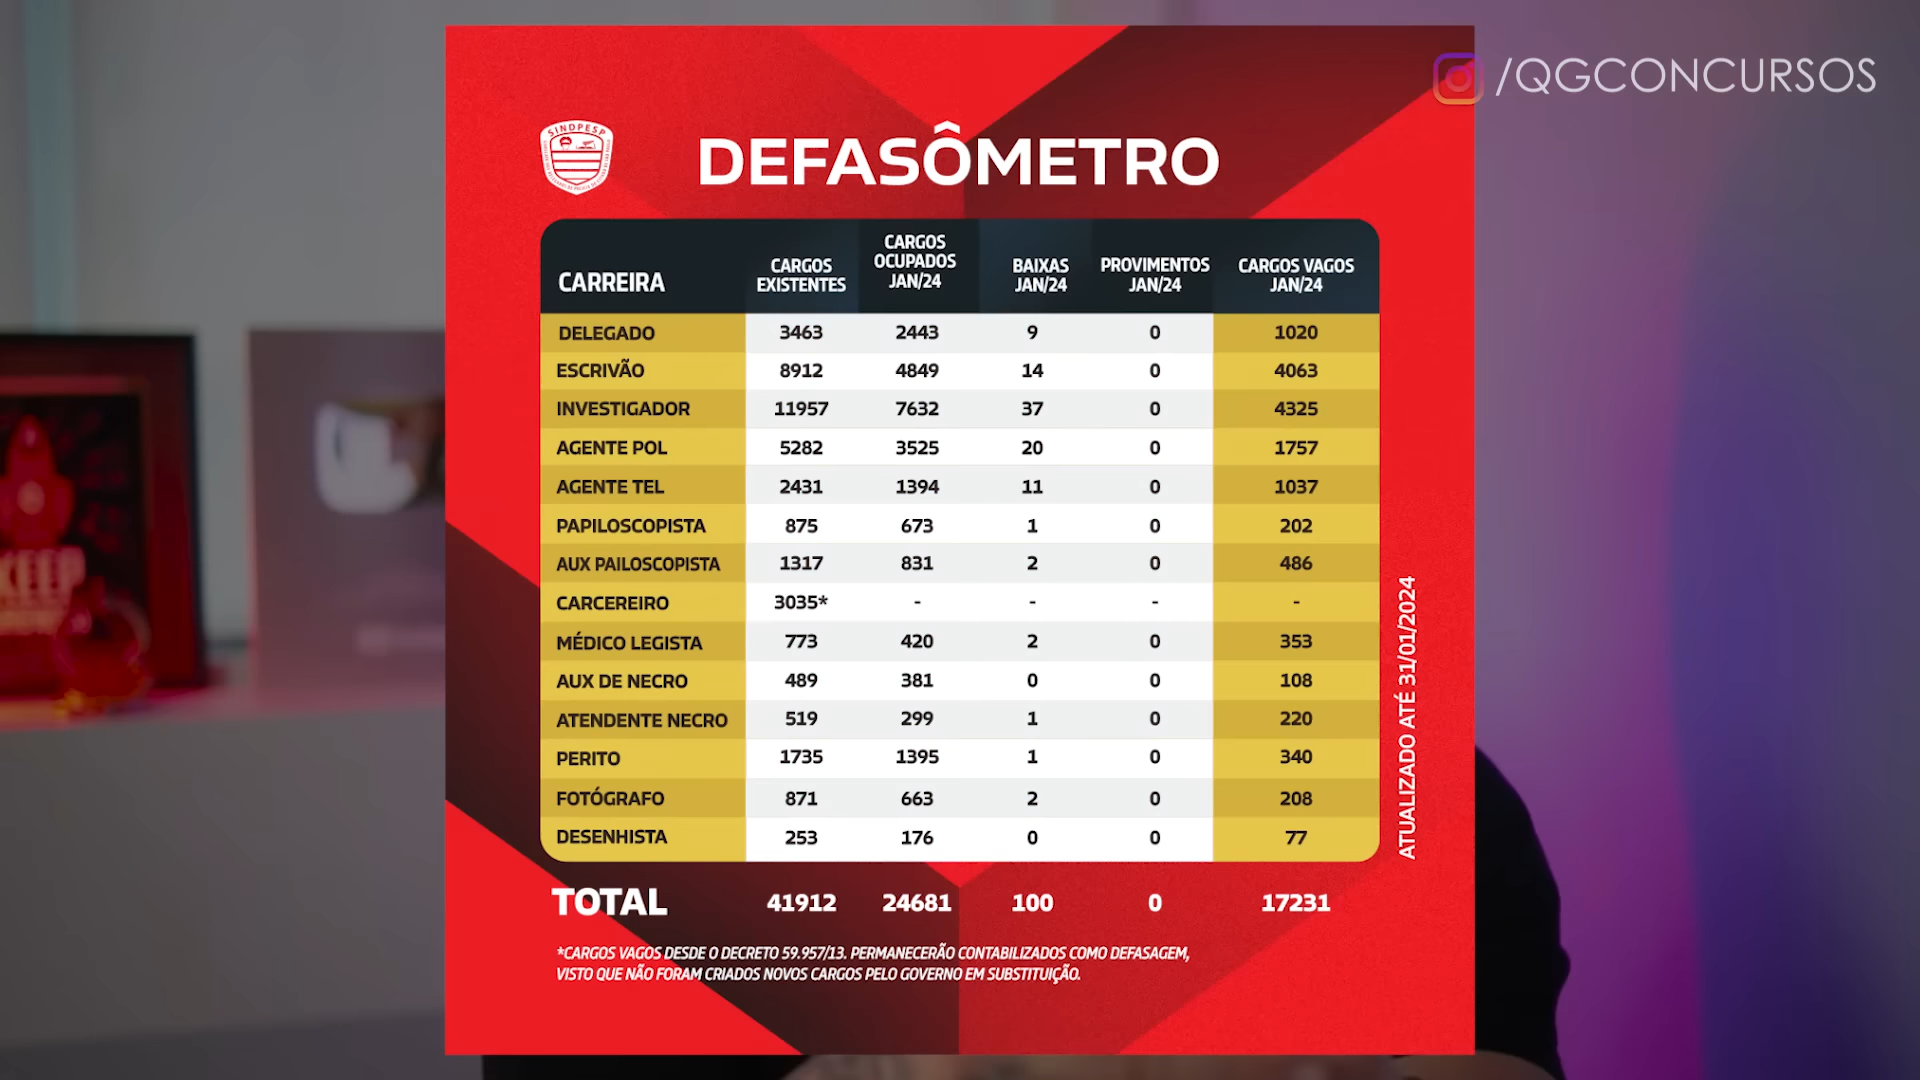 /QGCONCURSOS
SINDPESP
DEFASÔMETRO
CARREIRA CARGOS EXISTENTES CARGOS OCUPADOS JAN/24 BAIXAS JAN/24 PROVIMENTOS JAN/24 CARGOS VAGOS JAN/24
DELEGADO 3463 2443 9 0 1020
ESCRIVÃO 8912 4849 14 0 4063
INVESTIGADOR 11957 7632 37 0 4325
AGENTE POL 5282 3525 20 0 1757
AGENTE TEL 2431 1394 11 0 1037
PAPILOSCOPISTA 875 673 1 0 202
AUX PAILOSCOPISTA 1317 831 2 0 486
CARCEREIRO 3035* - - - -
MÉDICO LEGISTA 773 420 2 0 353
AUX DE NECRO 489 381 0 0 108
ATENDENTE NECRO 519 299 1 0 220
PERITO 1735 1395 1 0 340
FOTÓGRAFO 871 663 2 0 208
DESENHISTA 253 176 0 0 77
TOTAL 41912 24681 100 0 17231
*CARGOS VAGOS DESDE O DECRETO 59.957/13. PERMANECERÃO CONTABILIZADOS COMO DEFASAGEM,
VISTO QUE NÃO FORAM CRIADOS NOVOS CARGOS PELO GOVERNO EM SUBSTITUIÇÃO.
ATUALIZADO ATÉ 31/01/2024
KEEP